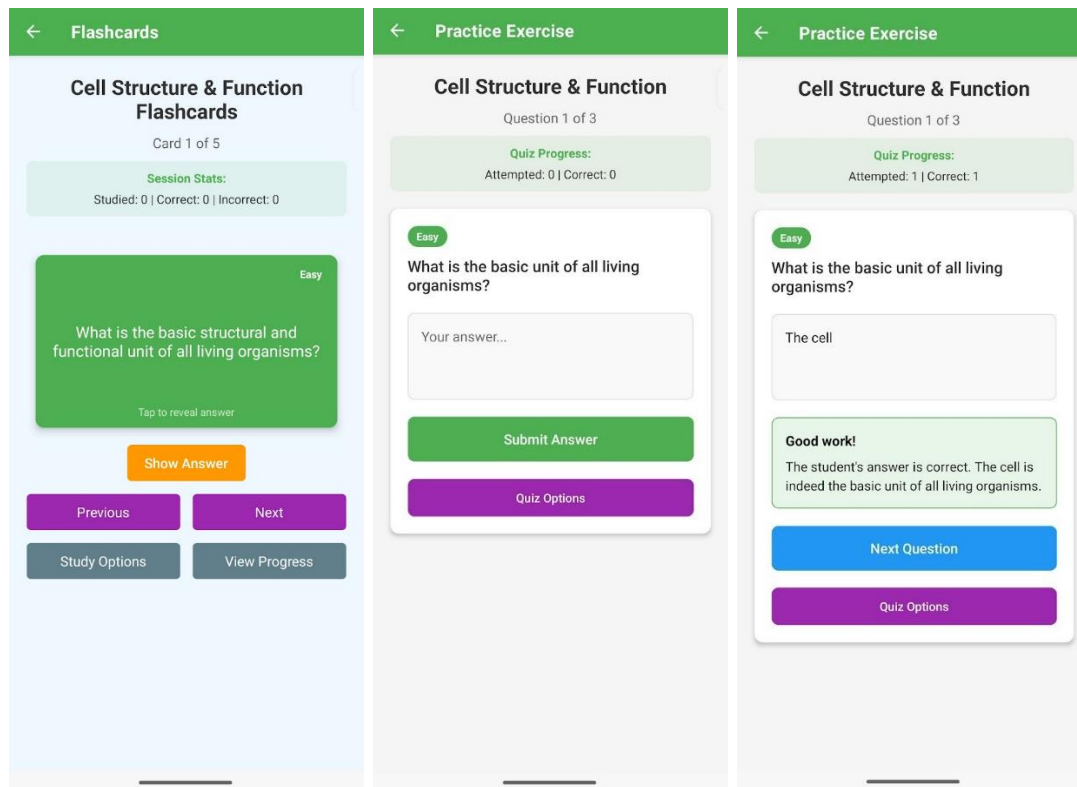 ← Flashcards
Cell Structure & Function
Flashcards
Card 1 of 5
Session Stats:
Studied: 0 | Correct: 0 | Incorrect: 0
Easy
What is the basic structural and
functional unit of all living organisms?
Tap to reveal answer
Show Answer
Previous
Next
Study Options
View Progress
← Practice Exercise
Cell Structure & Function
Question 1 of 3
Quiz Progress:
Attempted: 0 | Correct: 0
Easy
What is the basic unit of all living
organisms?
Your answer...
Submit Answer
Quiz Options
← Practice Exercise
Cell Structure & Function
Question 1 of 3
Quiz Progress:
Attempted: 1 | Correct: 1
Easy
What is the basic unit of all living
organisms?
The cell
Good work!
The student's answer is correct. The cell is
indeed the basic unit of all living organisms.
Next Question
Quiz Options